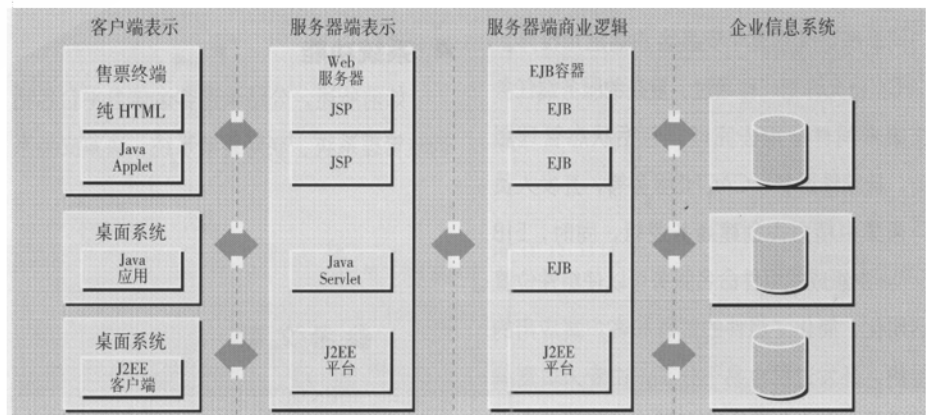 客户端表示
服务器端表示
服务器端商业逻辑
企业信息系统
售票终端
纯 HTML
Java
Applet
桌面系统
Java
应用
桌面系统
J2EE
客户端
Web
服务器
JSP
JSP
Java
Servlet
J2EE
平台
EJB容器
EJB
EJB
EJB
J2EE
平台